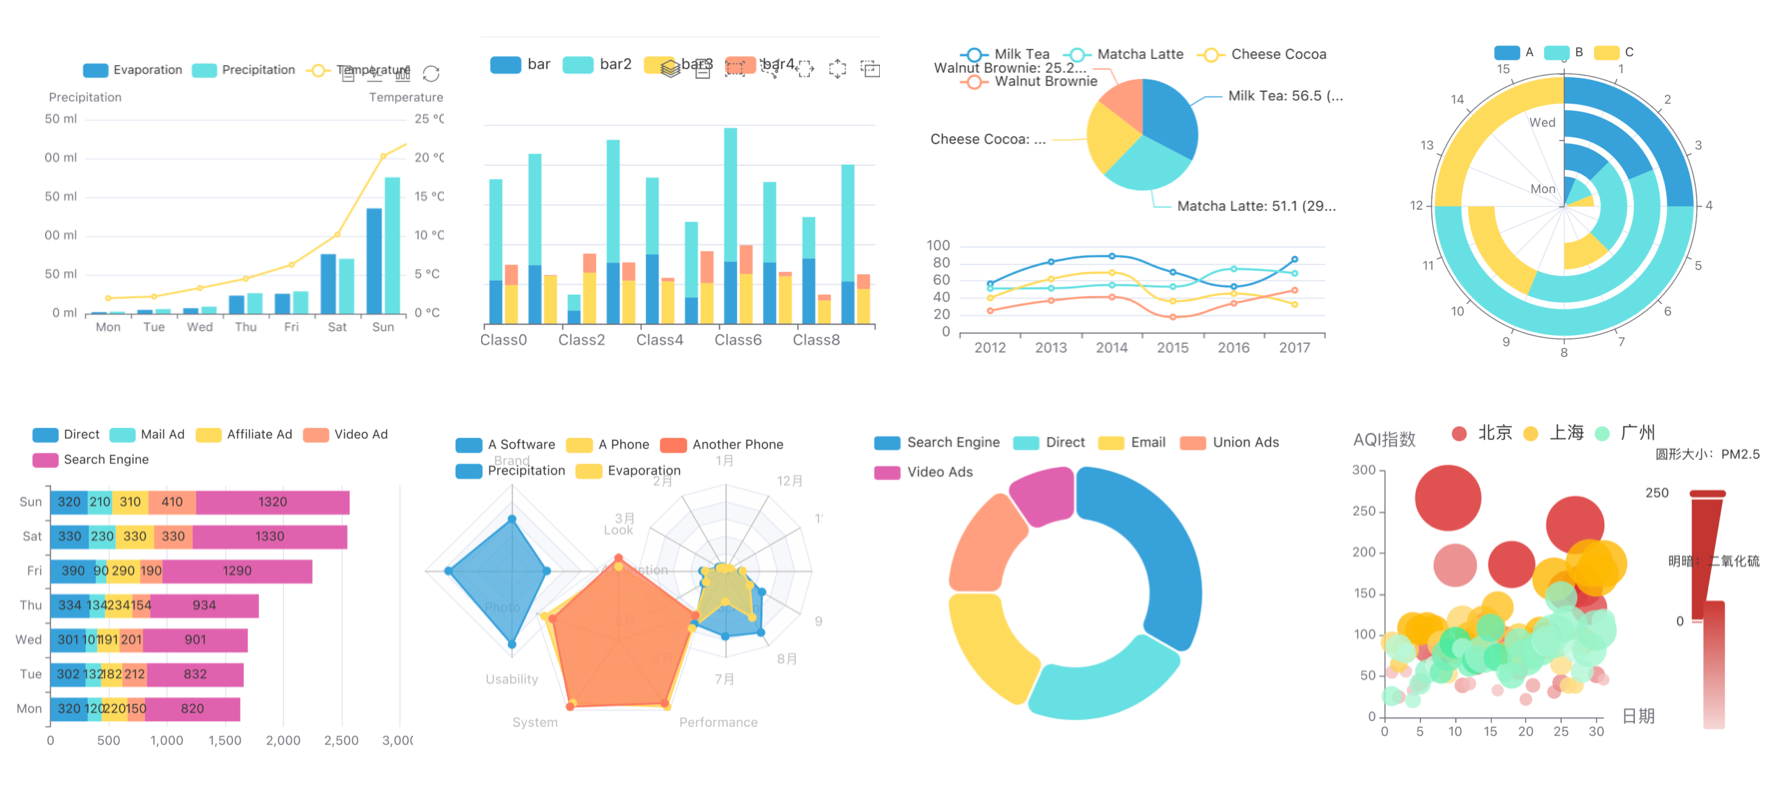 Evaporation Precipitation Temperature
Precipitation Temperature
50 ml 25 °C
00 ml 20 °C
50 ml 15 °C
00 ml 10 °C
50 ml 5 °C
0 ml 0 °C
Mon Tue Wed Thu Fri Sat Sun
bar bar2 bar3 bar4
Class0 Class2 Class4 Class6 Class8
Milk Tea Matcha Latte Cheese Cocoa
Walnut Brownie: 25.2...
Walnut Brownie
Milk Tea: 56.5 (...
Cheese Cocoa: ...
Matcha Latte: 51.1 (29...
100
80
60
40
20
0
2012 2013 2014 2015 2016 2017
A B C
15 1
14 2
Wed
13 3
Mon
12 4
11 5
10 6
9 7
8
Direct Mail Ad Affiliate Ad Video Ad
Search Engine
Sun 320 210 310 410 1320
Sat 330 230 330 330 1330
Fri 390 90 290 190 1290
Thu 334 134 234 154 934
Wed 301 101 191 201 901
Tue 302 132 182 212 832
Mon 320 120 220 150 820
0 500 1,000 1,500 2,000 2,500 3,000
A Software A Phone Another Phone
Brand 1月
Precipitation Evaporation
2月 12月
3月
Look
Photo
9
8月
Usability 7月
System Performance
Search Engine Direct Email Union Ads
Video Ads
AQI指数 北京 上海 广州
圆形大小：PM2.5
300
250
200
150
100
50
0
250
明暗：二氧化硫
0
日期
0 5 10 15 20 25 30